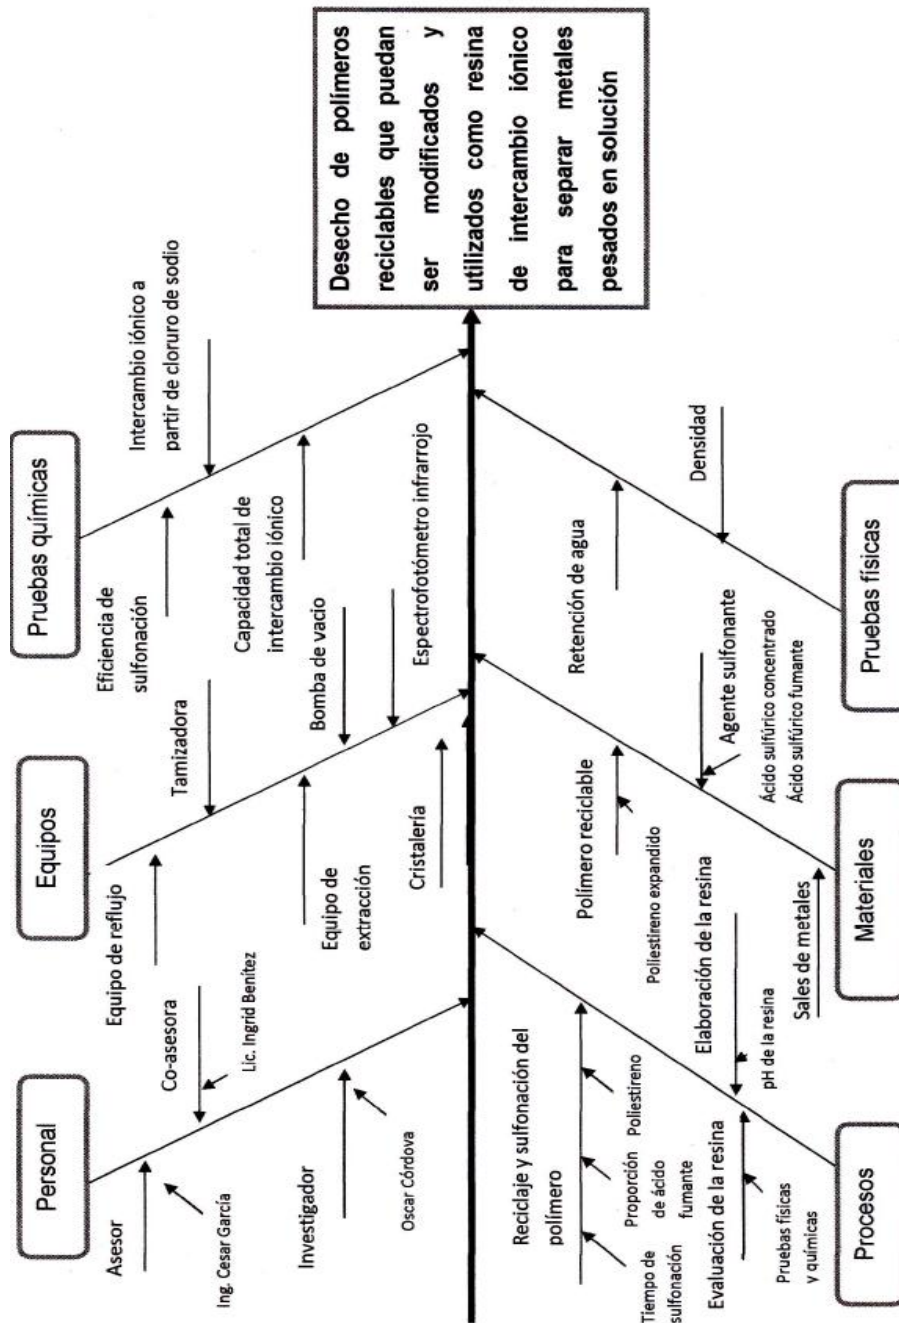 Personal
Equipos
Pruebas químicas
Asesor
Ing. Cesar García
Co-asesora
Lic. Ingrid Benítez
Investigador
Oscar Córdova
Equipo de reflujo
Tamizadora
Equipo de
extracción
Bomba de vacio
Espectrofotómetro infrarrojo
Cristalería
Eficiencia de
sulfonación
Intercambio iónico a
partir de cloruro de sodio
Capacidad total de
intercambio iónico
Desecho de polímeros
reciclables que puedan
ser modificados y
utilizados como resina
de intercambio iónico
para separar metales
pesados en solución
Reciclaje y sulfonación del
polímero
Tiempo de
sulfonación
Proporción
de ácido
fumante
Poliestireno
Elaboración de la resina
pH de la resina
Evaluación de la resina
Pruebas físicas
y químicas
Polímero reciclable
Poliestireno expandido
Agente sulfonante
Ácido sulfúrico concentrado
Ácido sulfúrico fumante
Sales de metales
Retención de agua
Densidad
Procesos
Materiales
Pruebas físicas